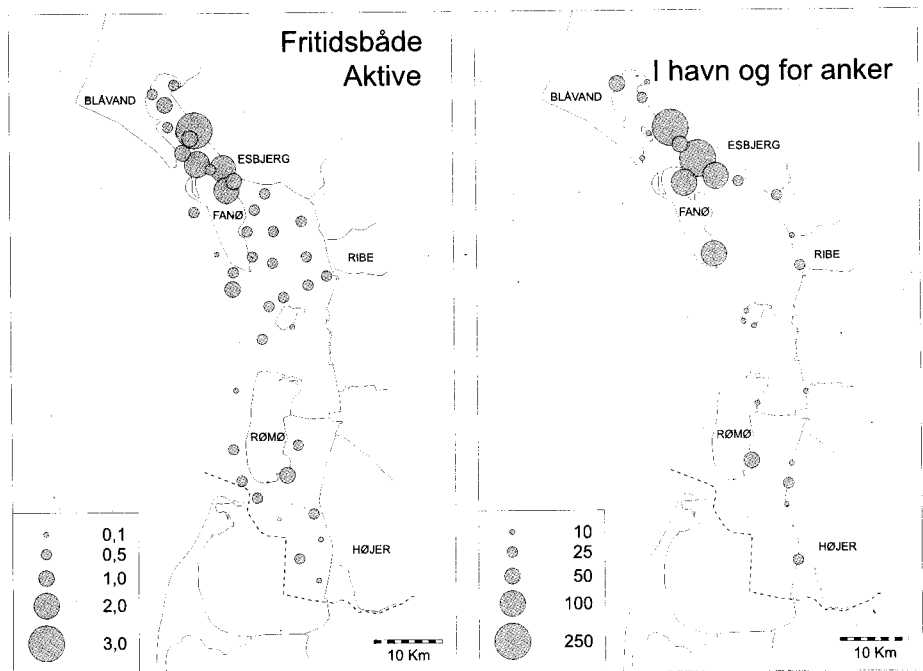 Fritidsbåde
Aktive
BLÅVAND
ESBJERG
FANØ
RIBE
RØMØ
HØJER
0,1
0,5
1,0
2,0
3,0
10 Km
I havn og for anker
BLÅVAND
ESBJERG
FANØ
RIBE
RØMØ
HØJER
10
25
50
100
250
10 Km